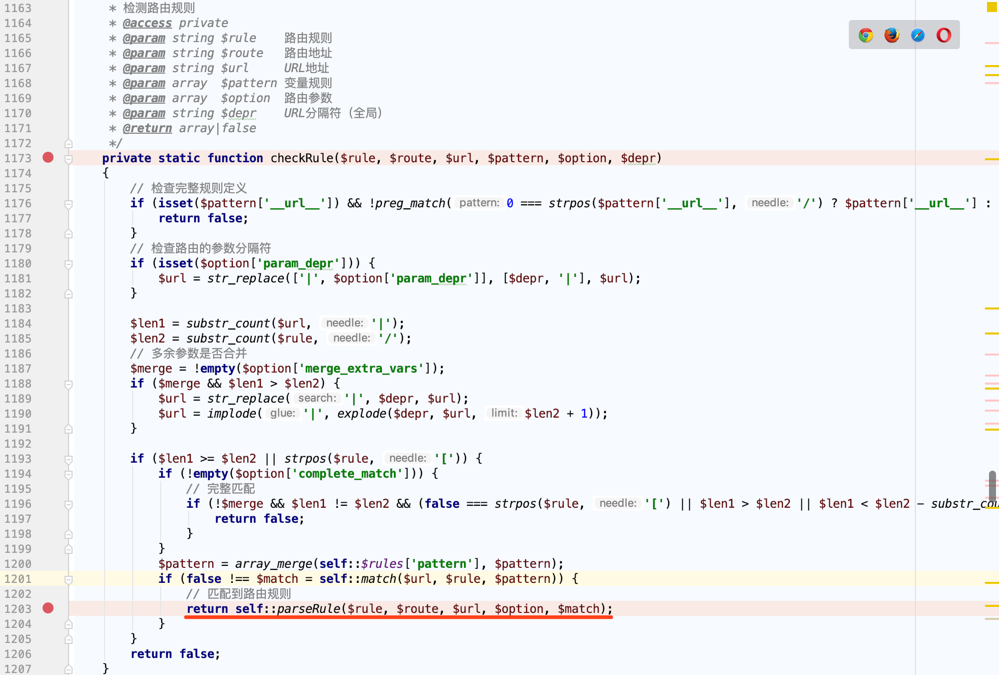 1163 * 检测路由规则
1164 * @access private
1165 * @param string $rule 路由规则
1166 * @param string $route 路由地址
1167 * @param string $url URL地址
1168 * @param array $pattern 变量规则
1169 * @param array $option 路由参数
1170 * @param string $depr URL分隔符（全局）
1171 * @return array|false
1172 */
1173 private static function checkRule($rule, $route, $url, $pattern, $option, $depr)
1174 {
1175 // 检查完整规则定义
1176 if (isset($pattern['__url__']) && !preg_match( pattern: 0 === strpos($pattern['__url__'], needle: '/') ? $pattern['__url__'] :
1177 return false;
1178 }
1179 // 检查路由的参数分隔符
1180 if (isset($option['param_depr'])) {
1181 $url = str_replace(['|', $option['param_depr']], [$depr, '|'], $url);
1182 }
1183
1184 $len1 = substr_count($url, needle: '|');
1185 $len2 = substr_count($rule, needle: '/');
1186 // 多余参数是否合并
1187 $merge = !empty($option['merge_extra_vars']);
1188 if ($merge && $len1 > $len2) {
1189 $url = str_replace( search: '|', $depr, $url);
1190 $url = implode( glue: '|', explode($depr, $url, limit: $len2 + 1));
1191 }
1192
1193 if ($len1 >= $len2 || strpos($rule, needle: '[')) {
1194 if (!empty($option['complete_match'])) {
1195 // 完整匹配
1196 if (!$merge && $len1 != $len2 && (false === strpos($rule, needle: '[') || $len1 > $len2 || $len1 < $len2 - substr_cou
1197 return false;
1198 }
1199 }
1200 $pattern = array_merge(self::$rules['pattern'], $pattern);
1201 if (false !== $match = self::match($url, $rule, $pattern)) {
1202 // 匹配到路由规则
1203 return self::parseRule($rule, $route, $url, $option, $match);
1204 }
1205 }
1206 return false;
1207 }